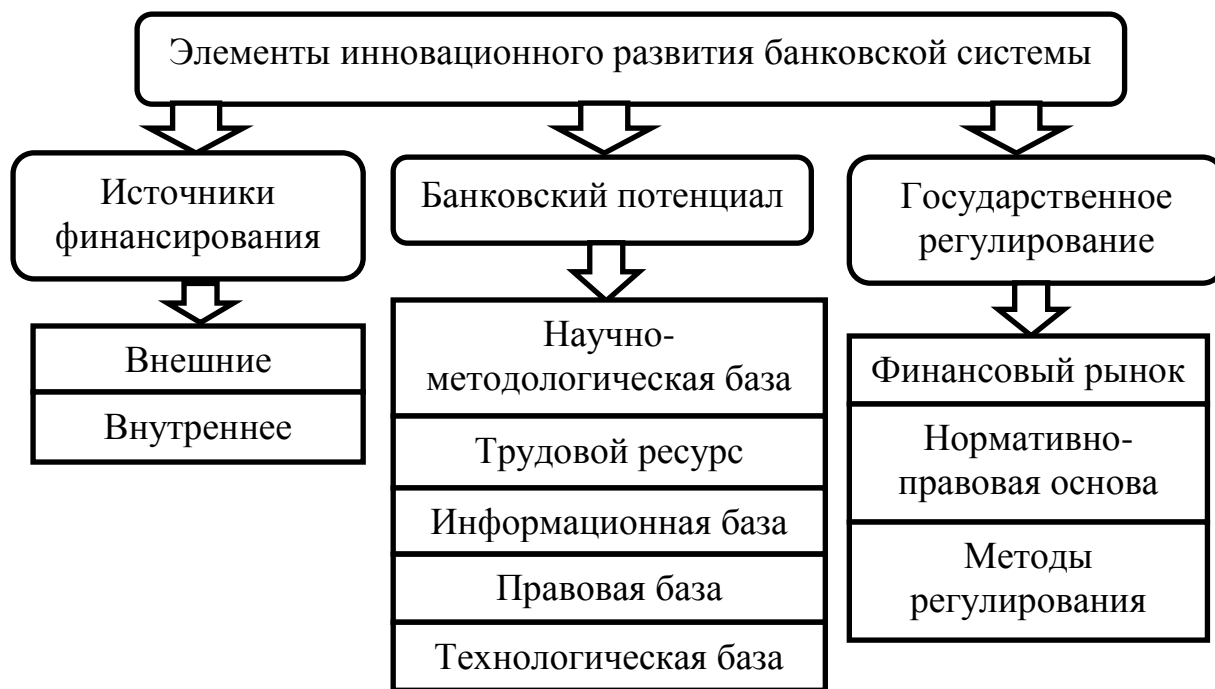 Элементы инновационного развития банковской системы
Источники
финансирования
Внешние
Внутреннее
Банковский потенциал
Научно-
методологическая база
Трудовой ресурс
Информационная база
Правовая база
Технологическая база
Государственное
регулирование
Финансовый рынок
Нормативно-
правовая основа
Методы
регулирования